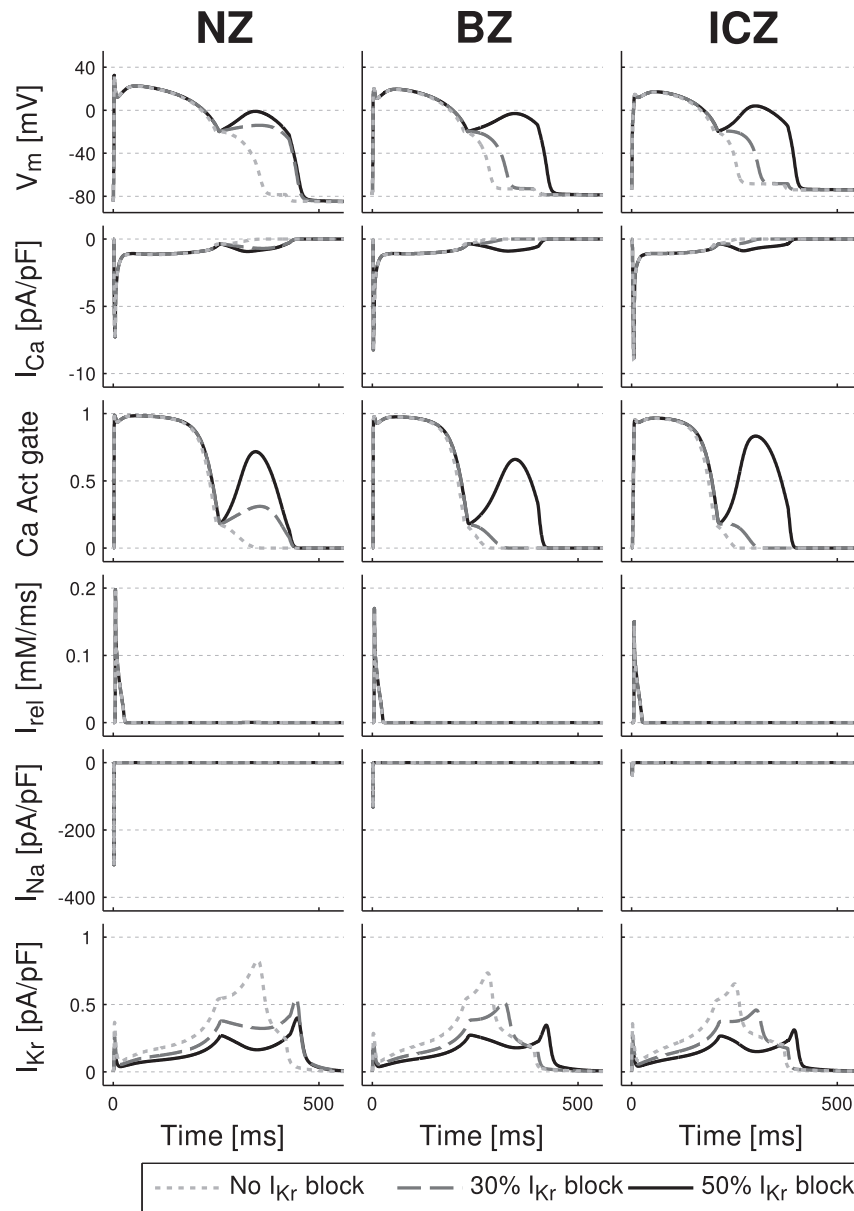 NZ BZ ICZ
V_m [mV]
40
0
-40
-80
I_Ca [pA/pF]
0
-5
-10
Ca Act gate
1
0.5
0
I_rel [mM/ms]
0.2
0.1
0
I_Na [pA/pF]
0
-200
-400
I_Kr [pA/pF]
1
0.5
0
0 500 0 500 0 500
Time [ms] Time [ms] Time [ms]
No I_Kr block 30% I_Kr block 50% I_Kr block